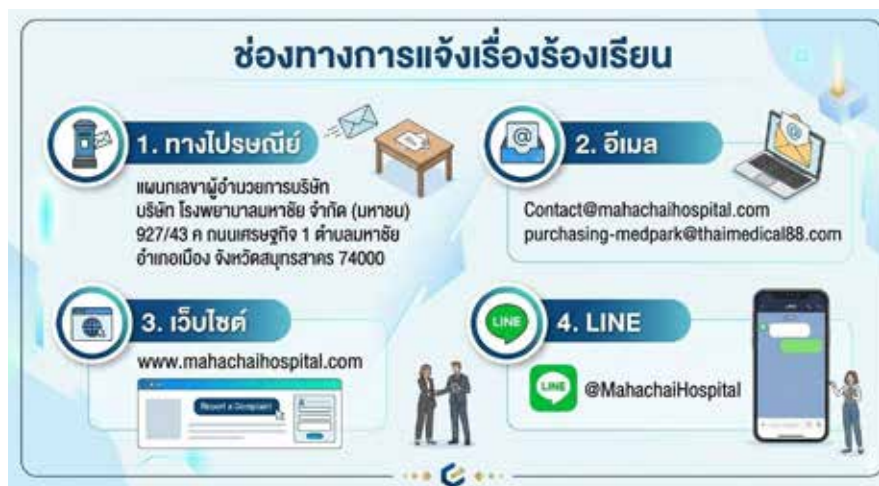 ช่องทางการแจ้งเรื่องร้องเรียน
1. ทางไปรษณีย์
แผนกเลขาผู้อำนวยการบริษัท
บริษัท โรงพยาบาลมหาชัย จำกัด (มหาชน)
927/43 ค ถนนเศรษฐกิจ 1 ตำบลมหาชัย
อำเภอเมือง จังหวัดสมุทรสาคร 74000
2. อีเมล
Contact@mahachaihospital.com
purchasing-medpark@thaimedical88.com
3. เว็บไซต์
www.mahachaihospital.com
Report a Complaint
4. LINE
LINE
LINE
@MahachaiHospital